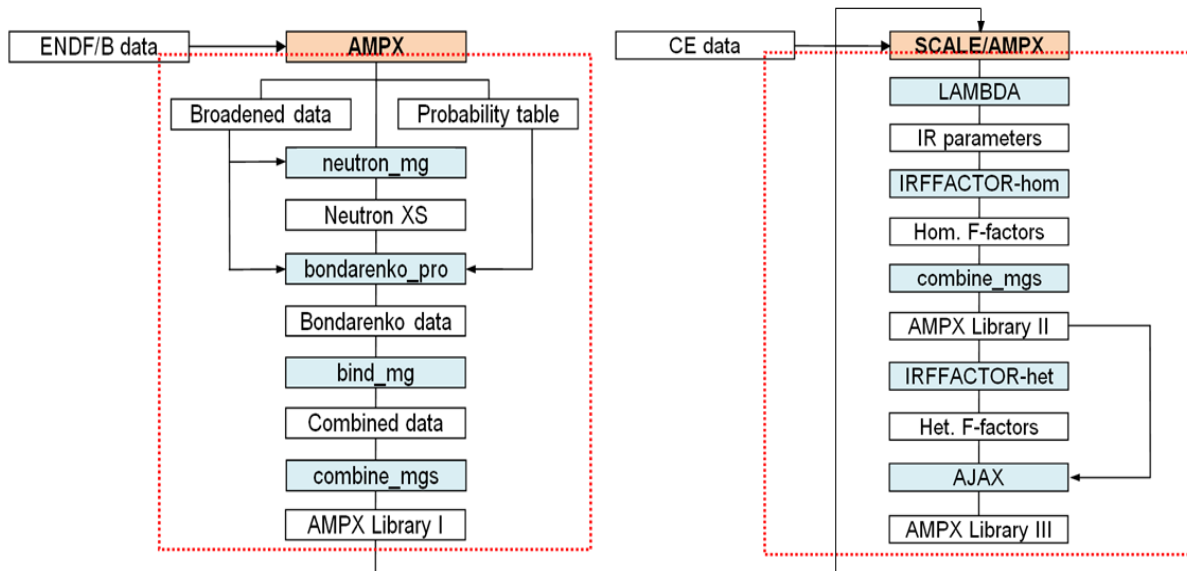 ENDF/B data
AMPX
Broadened data
Probability table
neutron_mg
Neutron XS
bondarenko_pro
Bondarenko data
bind_mg
Combined data
combine_mgs
AMPX Library I
CE data
SCALE/AMPX
LAMBDA
IR parameters
IRFFACTOR-hom
Hom. F-factors
combine_mgs
AMPX Library II
IRFFACTOR-het
Het. F-factors
AJAX
AMPX Library III